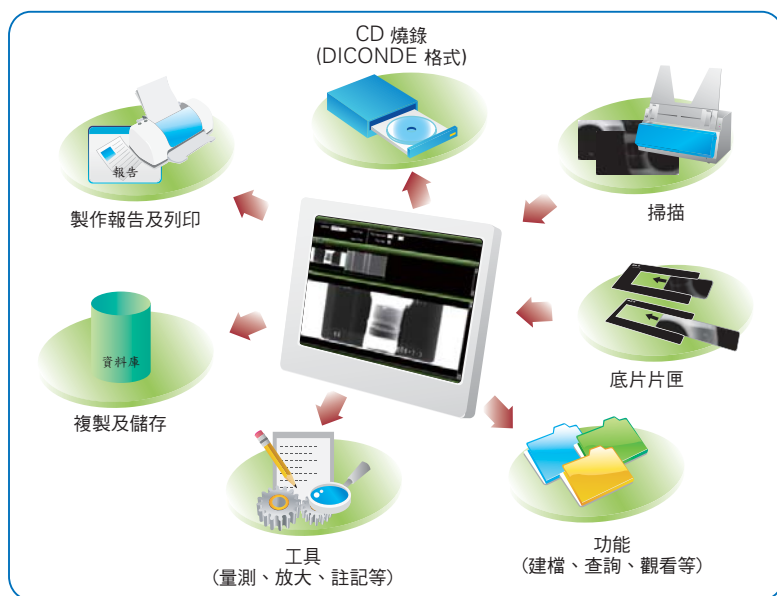 CD 燒錄
(DICONDE 格式)
報告
製作報告及列印
掃描
資料庫
複製及儲存
底片片匣
工具
(量測、放大、註記等)
功能
(建檔、查詢、觀看等)